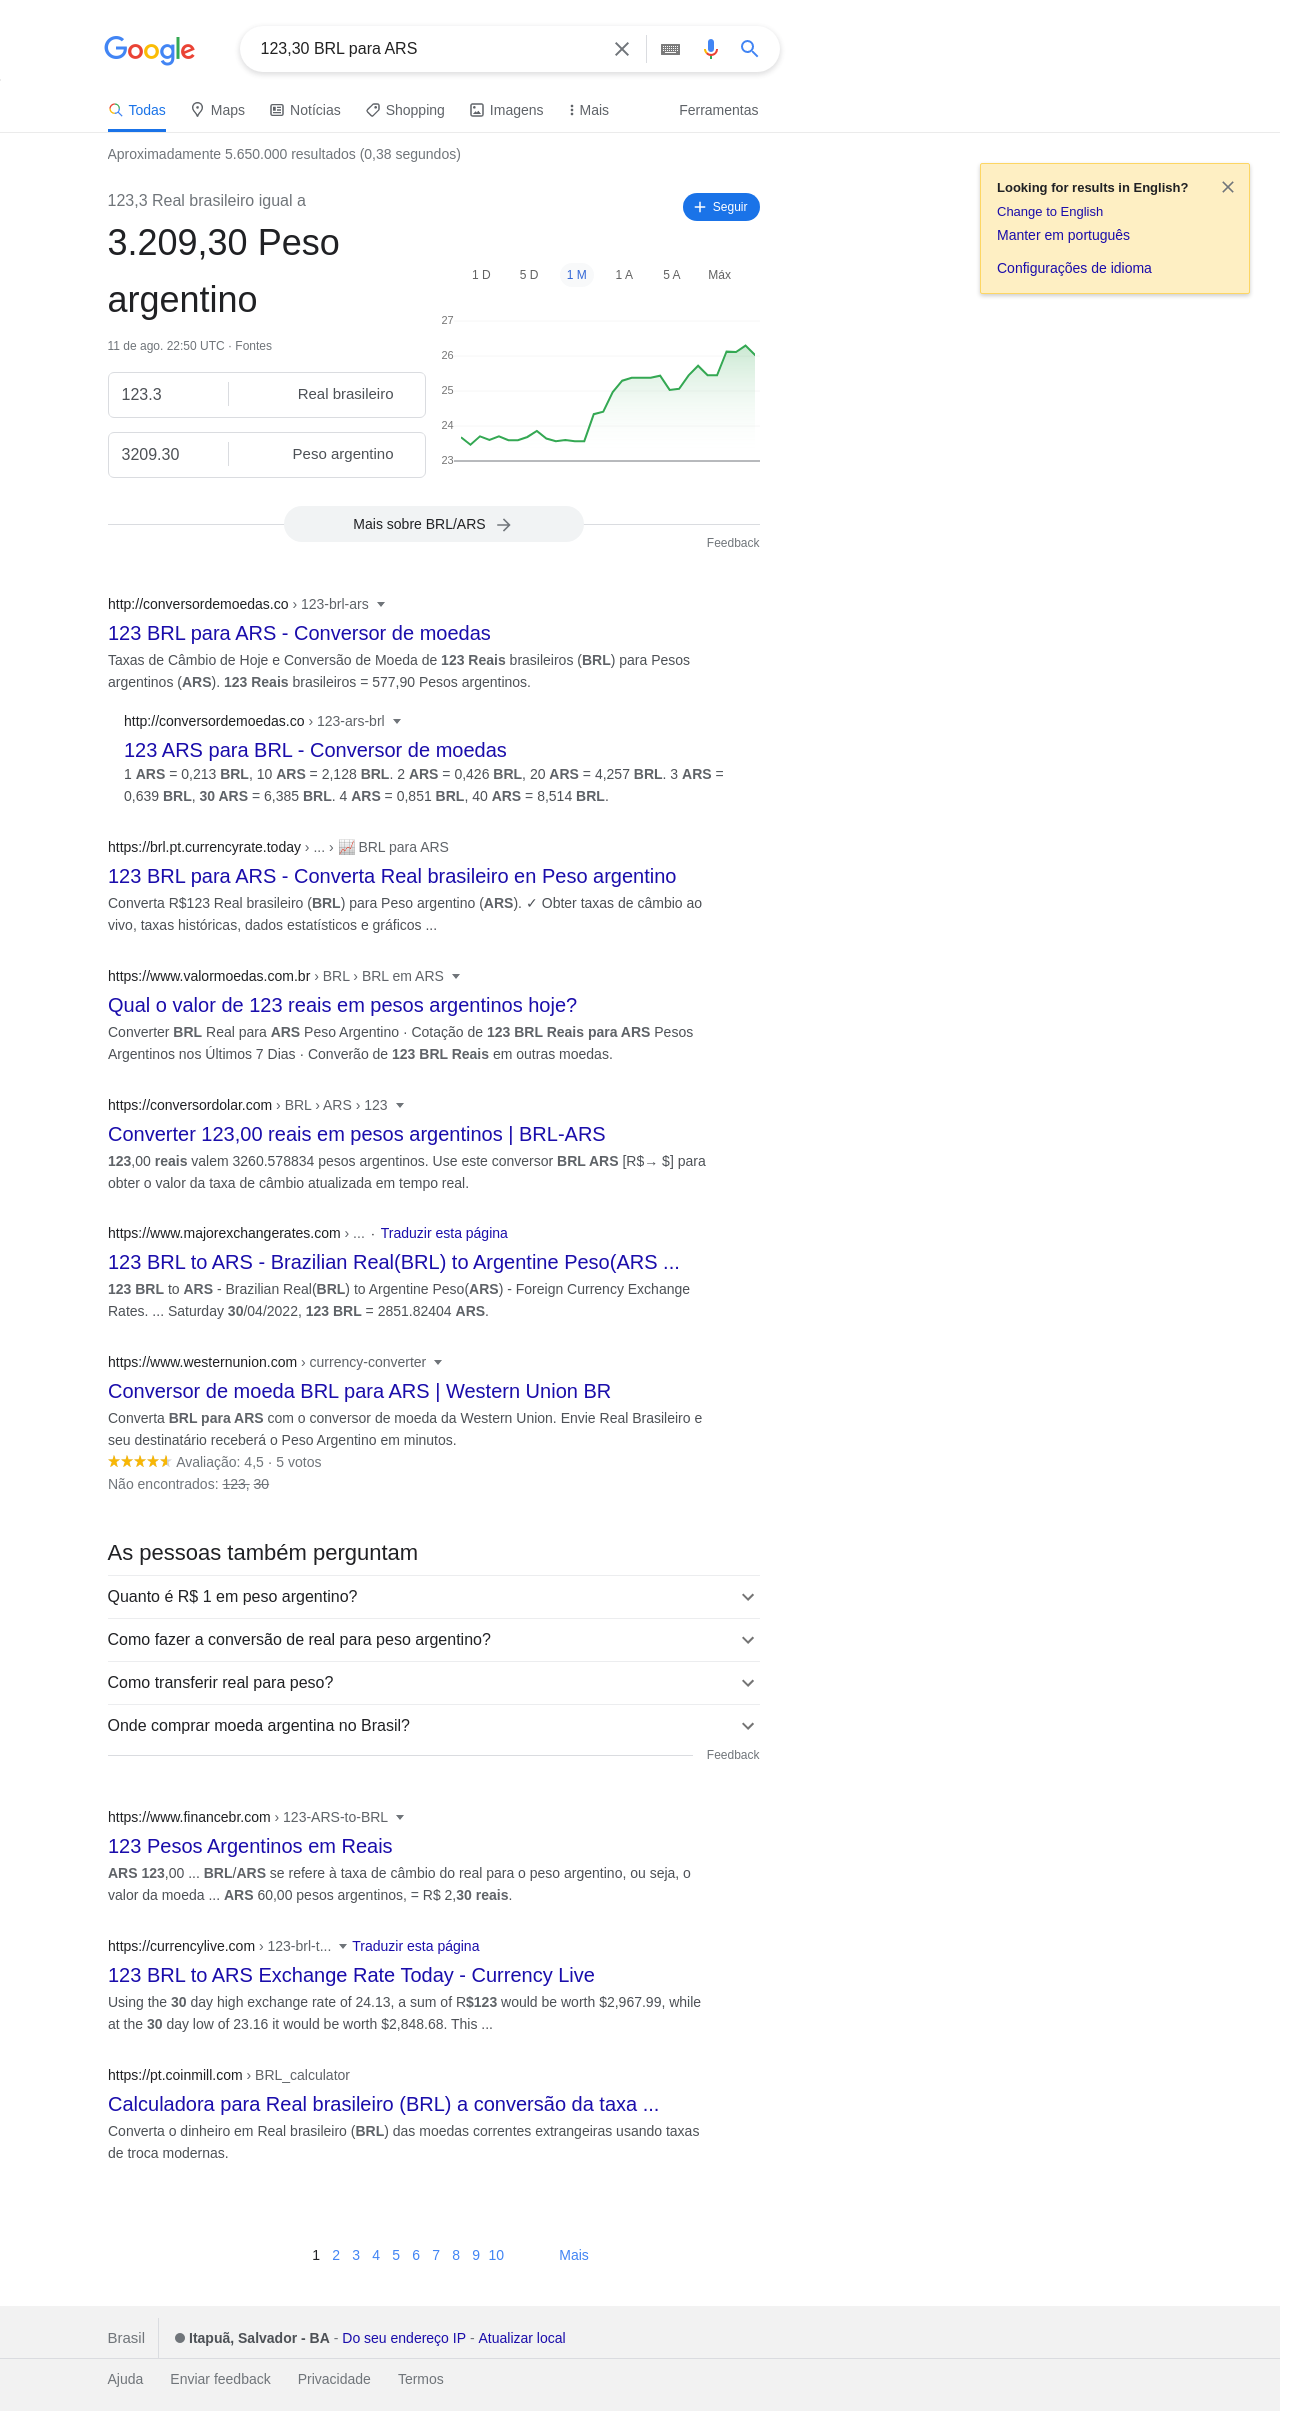 Google
123,30 BRL para ARS
Todas Maps Notícias Shopping Imagens Mais Ferramentas
Aproximadamente 5.650.000 resultados (0,38 segundos)
Looking for results in English?
Change to English
Manter em português
Configurações de idioma
123,3 Real brasileiro igual a
Seguir
3.209,30 Peso
argentino
11 de ago. 22:50 UTC · Fontes
123.3 Real brasileiro
3209.30 Peso argentino
1 D 5 D 1 M 1 A 5 A Máx
27
26
25
24
23
Mais sobre BRL/ARS
Feedback
http://conversordemoedas.co › 123-brl-ars
123 BRL para ARS - Conversor de moedas
Taxas de Câmbio de Hoje e Conversão de Moeda de 123 Reais brasileiros (BRL) para Pesos
argentinos (ARS). 123 Reais brasileiros = 577,90 Pesos argentinos.
http://conversordemoedas.co › 123-ars-brl
123 ARS para BRL - Conversor de moedas
1 ARS = 0,213 BRL, 10 ARS = 2,128 BRL. 2 ARS = 0,426 BRL, 20 ARS = 4,257 BRL. 3 ARS =
0,639 BRL, 30 ARS = 6,385 BRL. 4 ARS = 0,851 BRL, 40 ARS = 8,514 BRL.
https://brl.pt.currencyrate.today › ... › 📈 BRL para ARS
123 BRL para ARS - Converta Real brasileiro en Peso argentino
Converta R$123 Real brasileiro (BRL) para Peso argentino (ARS). ✓ Obter taxas de câmbio ao
vivo, taxas históricas, dados estatísticos e gráficos ...
https://www.valormoedas.com.br › BRL › BRL em ARS
Qual o valor de 123 reais em pesos argentinos hoje?
Converter BRL Real para ARS Peso Argentino · Cotação de 123 BRL Reais para ARS Pesos
Argentinos nos Últimos 7 Dias · Converão de 123 BRL Reais em outras moedas.
https://conversordolar.com › BRL › ARS › 123
Converter 123,00 reais em pesos argentinos | BRL-ARS
123,00 reais valem 3260.578834 pesos argentinos. Use este conversor BRL ARS [R$→ $] para
obter o valor da taxa de câmbio atualizada em tempo real.
https://www.majorexchangerates.com › ... · Traduzir esta página
123 BRL to ARS - Brazilian Real(BRL) to Argentine Peso(ARS ...
123 BRL to ARS - Brazilian Real(BRL) to Argentine Peso(ARS) - Foreign Currency Exchange
Rates. ... Saturday 30/04/2022, 123 BRL = 2851.82404 ARS.
https://www.westernunion.com › currency-converter
Conversor de moeda BRL para ARS | Western Union BR
Converta BRL para ARS com o conversor de moeda da Western Union. Envie Real Brasileiro e
seu destinatário receberá o Peso Argentino em minutos.
Avaliação: 4,5 · 5 votos
Não encontrados: 123, 30
As pessoas também perguntam
Quanto é R$ 1 em peso argentino?
Como fazer a conversão de real para peso argentino?
Como transferir real para peso?
Onde comprar moeda argentina no Brasil?
Feedback
https://www.financebr.com › 123-ARS-to-BRL
123 Pesos Argentinos em Reais
ARS 123,00 ... BRL/ARS se refere à taxa de câmbio do real para o peso argentino, ou seja, o
valor da moeda ... ARS 60,00 pesos argentinos, = R$ 2,30 reais.
https://currencylive.com › 123-brl-t... Traduzir esta página
123 BRL to ARS Exchange Rate Today - Currency Live
Using the 30 day high exchange rate of 24.13, a sum of R$123 would be worth $2,967.99, while
at the 30 day low of 23.16 it would be worth $2,848.68. This ...
https://pt.coinmill.com › BRL_calculator
Calculadora para Real brasileiro (BRL) a conversão da taxa ...
Converta o dinheiro em Real brasileiro (BRL) das moedas correntes extrangeiras usando taxas
de troca modernas.
1 2 3 4 5 6 7 8 9 10 Mais
Brasil Itapuã, Salvador - BA - Do seu endereço IP - Atualizar local
Ajuda Enviar feedback Privacidade Termos